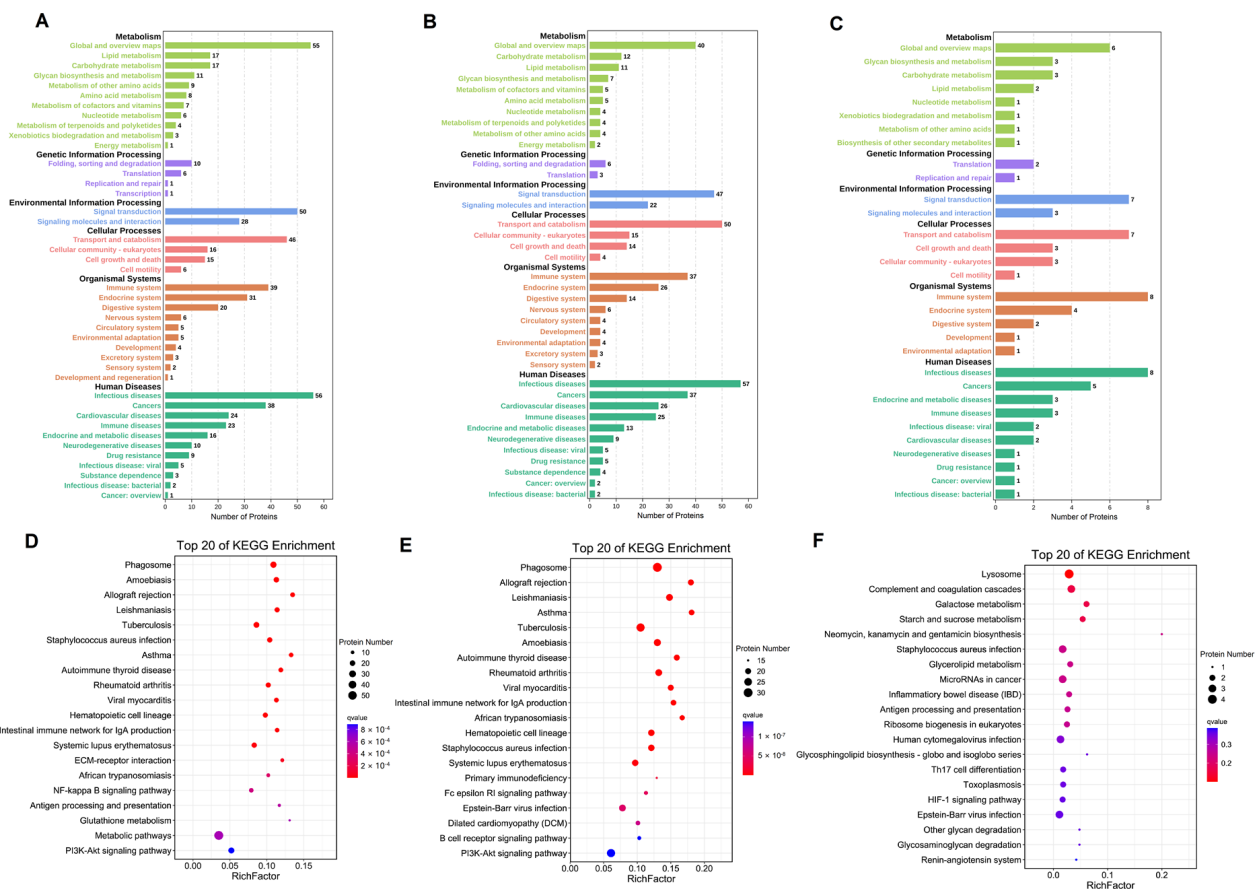 A
Metabolism
Global and overview maps 55
Lipid metabolism 17
Carbohydrate metabolism 17
Glycan biosynthesis and metabolism 11
Metabolism of other amino acids 9
Amino acid metabolism 8
Metabolism of cofactors and vitamins 7
Nucleotide metabolism 6
Metabolism of terpenoids and polyketides 4
Xenobiotics biodegradation and metabolism 3
Energy metabolism 1
Genetic Information Processing
Folding, sorting and degradation 10
Translation 6
Replication and repair 1
Transcription 1
Environmental Information Processing
Signal transduction 50
Signaling molecules and interaction 28
Cellular Processes
Transport and catabolism 46
Cellular community - eukaryotes 16
Cell growth and death 15
Cell motility 6
Organismal Systems
Immune system 39
Endocrine system 31
Digestive system 20
Nervous system 6
Circulatory system 5
Environmental adaptation 5
Development 4
Excretory system 3
Sensory system 2
Development and regeneration 1
Human Diseases
Infectious diseases 56
Cancers 38
Cardiovascular diseases 24
Immune diseases 23
Endocrine and metabolic diseases 16
Neurodegenerative diseases 10
Drug resistance 9
Infectious disease: viral 5
Substance dependence 3
Infectious disease: bacterial 2
Cancer: overview 1
0 10 20 30 40 50 60
Number of Proteins
B
Metabolism
Global and overview maps 40
Carbohydrate metabolism 12
Lipid metabolism 11
Glycan biosynthesis and metabolism 7
Metabolism of cofactors and vitamins 5
Amino acid metabolism 5
Nucleotide metabolism 4
Metabolism of terpenoids and polyketides 4
Metabolism of other amino acids 4
Energy metabolism 2
Genetic Information Processing
Folding, sorting and degradation 6
Translation 3
Environmental Information Processing
Signal transduction 47
Signaling molecules and interaction 22
Cellular Processes
Transport and catabolism 50
Cellular community - eukaryotes 15
Cell growth and death 14
Cell motility 4
Organismal Systems
Immune system 37
Endocrine system 26
Digestive system 14
Nervous system 6
Circulatory system 4
Development 4
Environmental adaptation 4
Excretory system 3
Sensory system 2
Human Diseases
Infectious diseases 57
Cancers 37
Cardiovascular diseases 26
Immune diseases 25
Endocrine and metabolic diseases 13
Neurodegenerative diseases 9
Infectious disease: viral 5
Drug resistance 5
Substance dependence 4
Cancer: overview 2
Infectious disease: bacterial 2
0 10 20 30 40 50 60
Number of Proteins
C
Metabolism
Global and overview maps 6
Glycan biosynthesis and metabolism 3
Carbohydrate metabolism 3
Lipid metabolism 2
Nucleotide metabolism 1
Xenobiotics biodegradation and metabolism 1
Metabolism of other amino acids 1
Biosynthesis of other secondary metabolites 1
Genetic Information Processing
Translation 2
Replication and repair 1
Environmental Information Processing
Signal transduction 7
Signaling molecules and interaction 3
Cellular Processes
Transport and catabolism 7
Cell growth and death 3
Cellular community - eukaryotes 3
Cell motility 1
Organismal Systems
Immune system 8
Endocrine system 4
Digestive system 2
Development 1
Environmental adaptation 1
Human Diseases
Infectious diseases 8
Cancers 5
Endocrine and metabolic diseases 3
Immune diseases 3
Infectious disease: viral 2
Cardiovascular diseases 2
Neurodegenerative diseases 1
Drug resistance 1
Cancer: overview 1
Infectious disease: bacterial 1
0 2 4 6 8
Number of Proteins
D
Top 20 of KEGG Enrichment
Phagosome
Amoebiasis
Allograft rejection
Leishmaniasis
Tuberculosis
Staphylococcus aureus infection
Asthma
Autoimmune thyroid disease
Rheumatoid arthritis
Viral myocarditis
Hematopoietic cell lineage
Intestinal immune network for IgA production
Systemic lupus erythematosus
ECM-receptor interaction
African trypanosomiasis
NF-kappa B signaling pathway
Antigen processing and presentation
Glutathione metabolism
Metabolic pathways
PI3K-Akt signaling pathway
0.00 0.05 0.10 0.15
RichFactor
Protein Number
10
20
30
40
50
qvalue
8 × 10⁻⁴
6 × 10⁻⁴
4 × 10⁻⁴
2 × 10⁻⁴
E
Top 20 of KEGG Enrichment
Phagosome
Allograft rejection
Leishmaniasis
Asthma
Tuberculosis
Amoebiasis
Autoimmune thyroid disease
Rheumatoid arthritis
Viral myocarditis
Intestinal immune network for IgA production
African trypanosomiasis
Hematopoietic cell lineage
Staphylococcus aureus infection
Systemic lupus erythematosus
Primary immunodeficiency
Fc epsilon RI signaling pathway
Epstein-Barr virus infection
Dilated cardiomyopathy (DCM)
B cell receptor signaling pathway
PI3K-Akt signaling pathway
0.00 0.05 0.10 0.15 0.20
RichFactor
Protein Number
15
20
25
30
qvalue
1 × 10⁻⁷
5 × 10⁻⁸
F
Top 20 of KEGG Enrichment
Lysosome
Complement and coagulation cascades
Galactose metabolism
Starch and sucrose metabolism
Neomycin, kanamycin and gentamicin biosynthesis
Staphylococcus aureus infection
Glycerolipid metabolism
MicroRNAs in cancer
Inflammatory bowel disease (IBD)
Antigen processing and presentation
Ribosome biogenesis in eukaryotes
Human cytomegalovirus infection
Glycosphingolipid biosynthesis - globo and isoglobo series
Th17 cell differentiation
Toxoplasmosis
HIF-1 signaling pathway
Epstein-Barr virus infection
Other glycan degradation
Glycosaminoglycan degradation
Renin-angiotensin system
0.0 0.1 0.2
RichFactor
Protein Number
1
2
3
4
qvalue
0.3
0.2